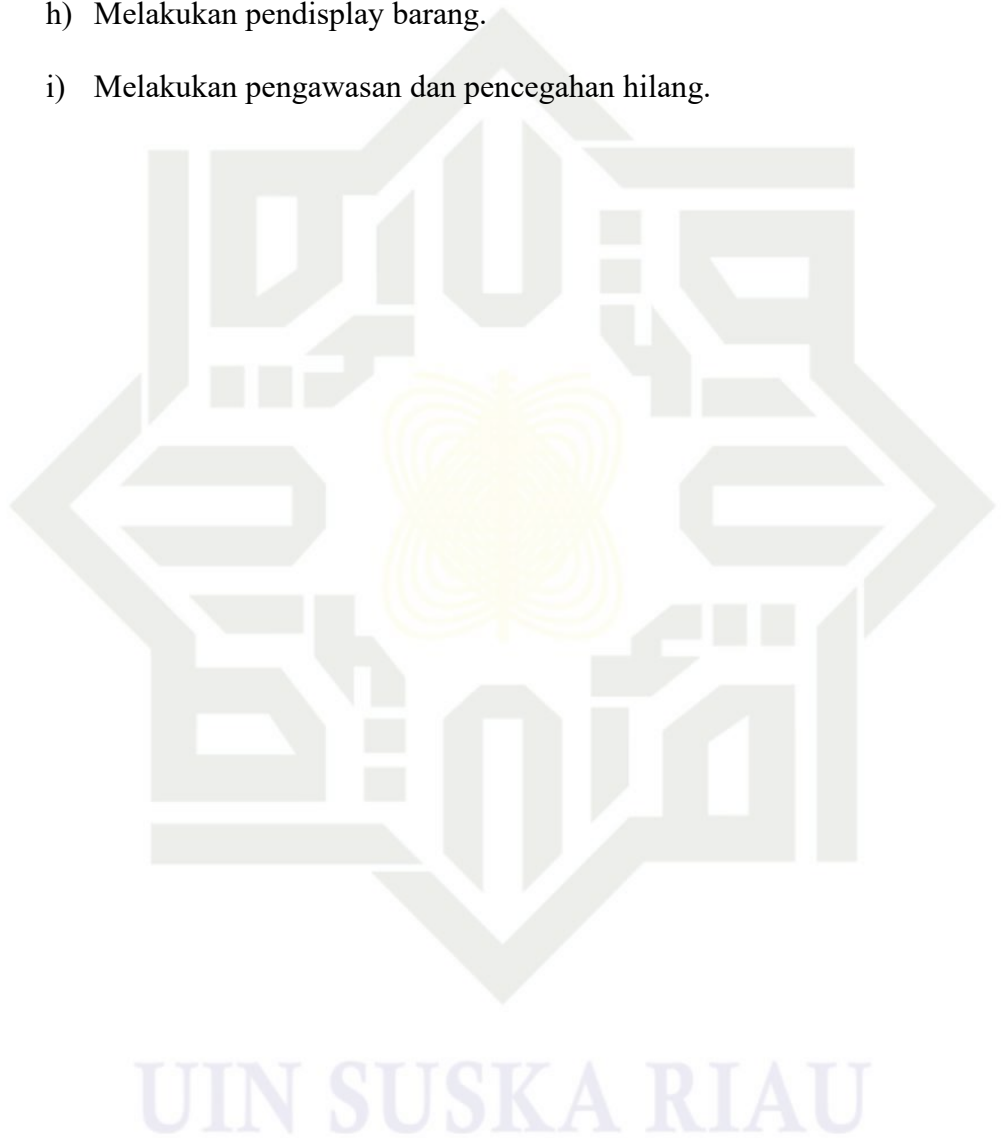 h) Melakukan pendisplay barang.
i) Melakukan pengawasan dan pencegahan hilang.
UIN SUSKA RIAU